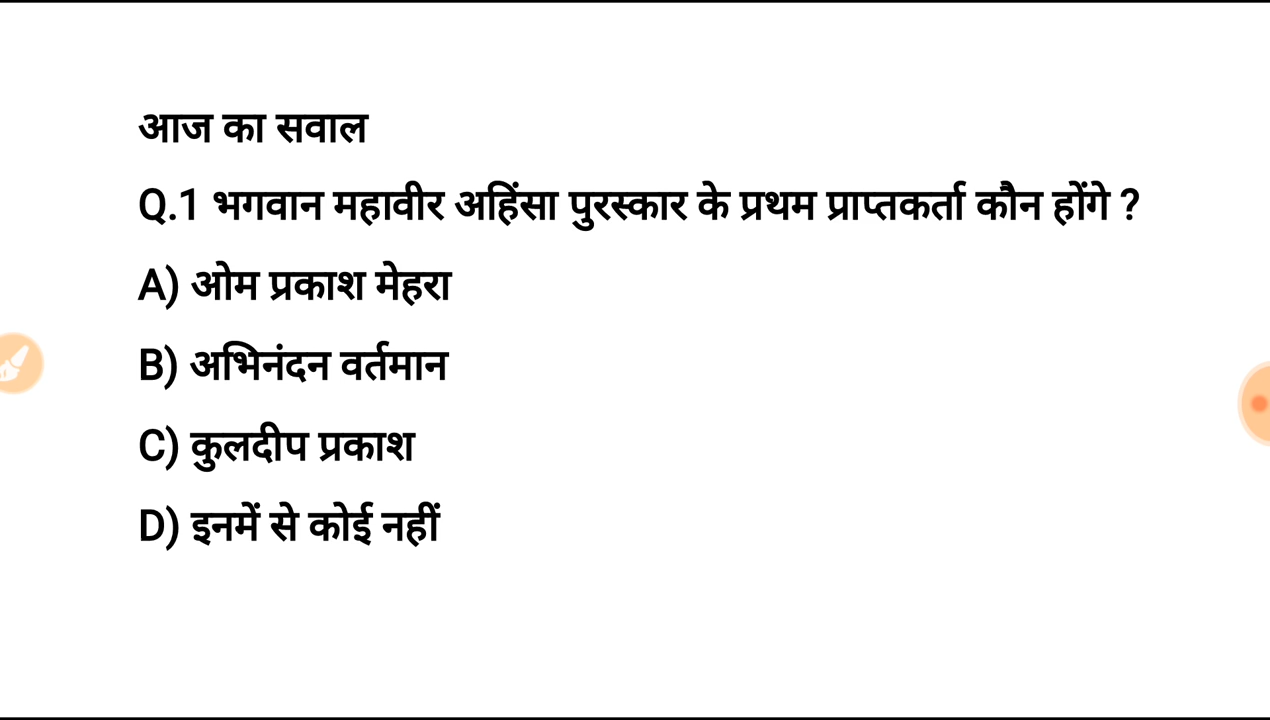 आज का सवाल
Q.1 भगवान महावीर अहिंसा पुरस्कार के प्रथम प्राप्तकर्ता कौन होंगे ?
A) ओम प्रकाश मेहरा
B) अभिनंदन वर्तमान
C) कुलदीप प्रकाश
D) इनमें से कोई नहीं